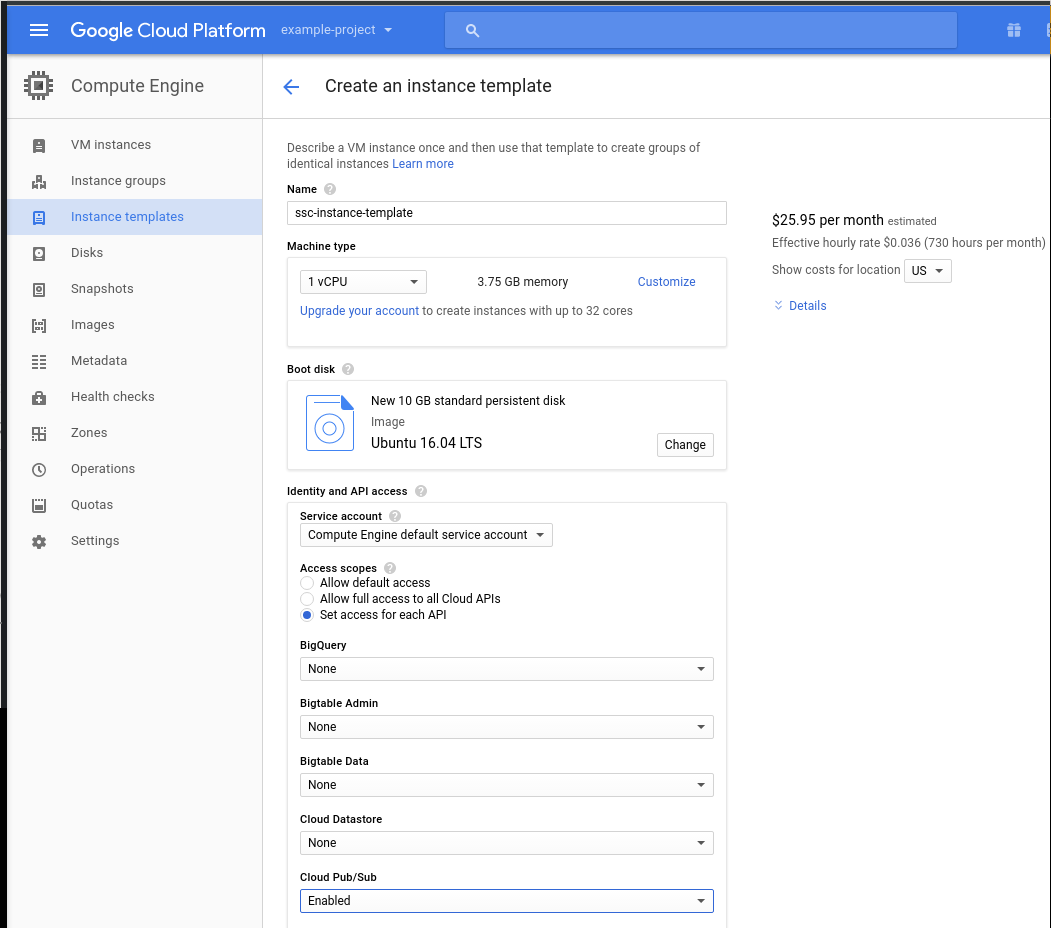 Google Cloud Platform example-project
Compute Engine
Create an instance template
VM instances
Instance groups
Instance templates
Disks
Snapshots
Images
Metadata
Health checks
Zones
Operations
Quotas
Settings
Describe a VM instance once and then use that template to create groups of
identical instances Learn more
Name ?
ssc-instance-template
Machine type
1 vCPU 3.75 GB memory Customize
Upgrade your account to create instances with up to 32 cores
Boot disk ?
New 10 GB standard persistent disk
Image
Ubuntu 16.04 LTS
Change
Identity and API access ?
Service account ?
Compute Engine default service account
Access scopes ?
Allow default access
Allow full access to all Cloud APIs
Set access for each API
BigQuery
None
Bigtable Admin
None
Bigtable Data
None
Cloud Datastore
None
Cloud Pub/Sub
Enabled
$25.95 per month estimated
Effective hourly rate $0.036 (730 hours per month)
Show costs for location US
Details